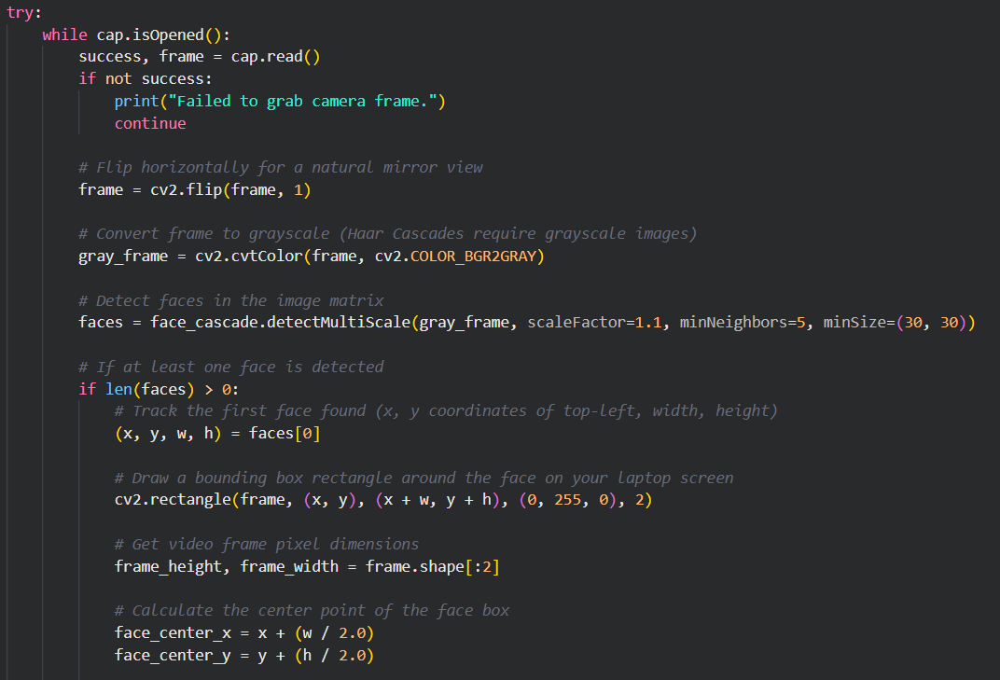 try:
    while cap.isOpened():
        success, frame = cap.read()
        if not success:
            print("Failed to grab camera frame.")
            continue

        # Flip horizontally for a natural mirror view
        frame = cv2.flip(frame, 1)

        # Convert frame to grayscale (Haar Cascades require grayscale images)
        gray_frame = cv2.cvtColor(frame, cv2.COLOR_BGR2GRAY)

        # Detect faces in the image matrix
        faces = face_cascade.detectMultiScale(gray_frame, scaleFactor=1.1, minNeighbors=5, minSize=(30, 30))

        # If at least one face is detected
        if len(faces) > 0:
            # Track the first face found (x, y coordinates of top-left, width, height)
            (x, y, w, h) = faces[0]

            # Draw a bounding box rectangle around the face on your laptop screen
            cv2.rectangle(frame, (x, y), (x + w, y + h), (0, 255, 0), 2)

            # Get video frame pixel dimensions
            frame_height, frame_width = frame.shape[:2]

            # Calculate the center point of the face box
            face_center_x = x + (w / 2.0)
            face_center_y = y + (h / 2.0)